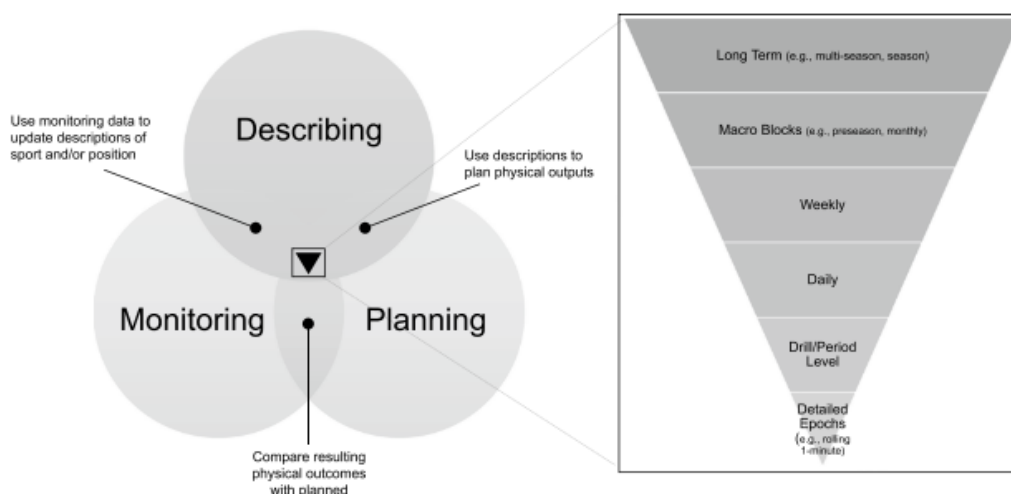 Describing
Use monitoring data to
update descriptions of
sport and/or position
Use descriptions to
plan physical outputs
Monitoring
Planning
Compare resulting
physical outcomes
with planned
Long Term (e.g., multi-season, season)
Macro Blocks (e.g., preseason, monthly)
Weekly
Daily
Drill/Period
Level
Detailed
Epochs
(e.g., rolling
1-minute)